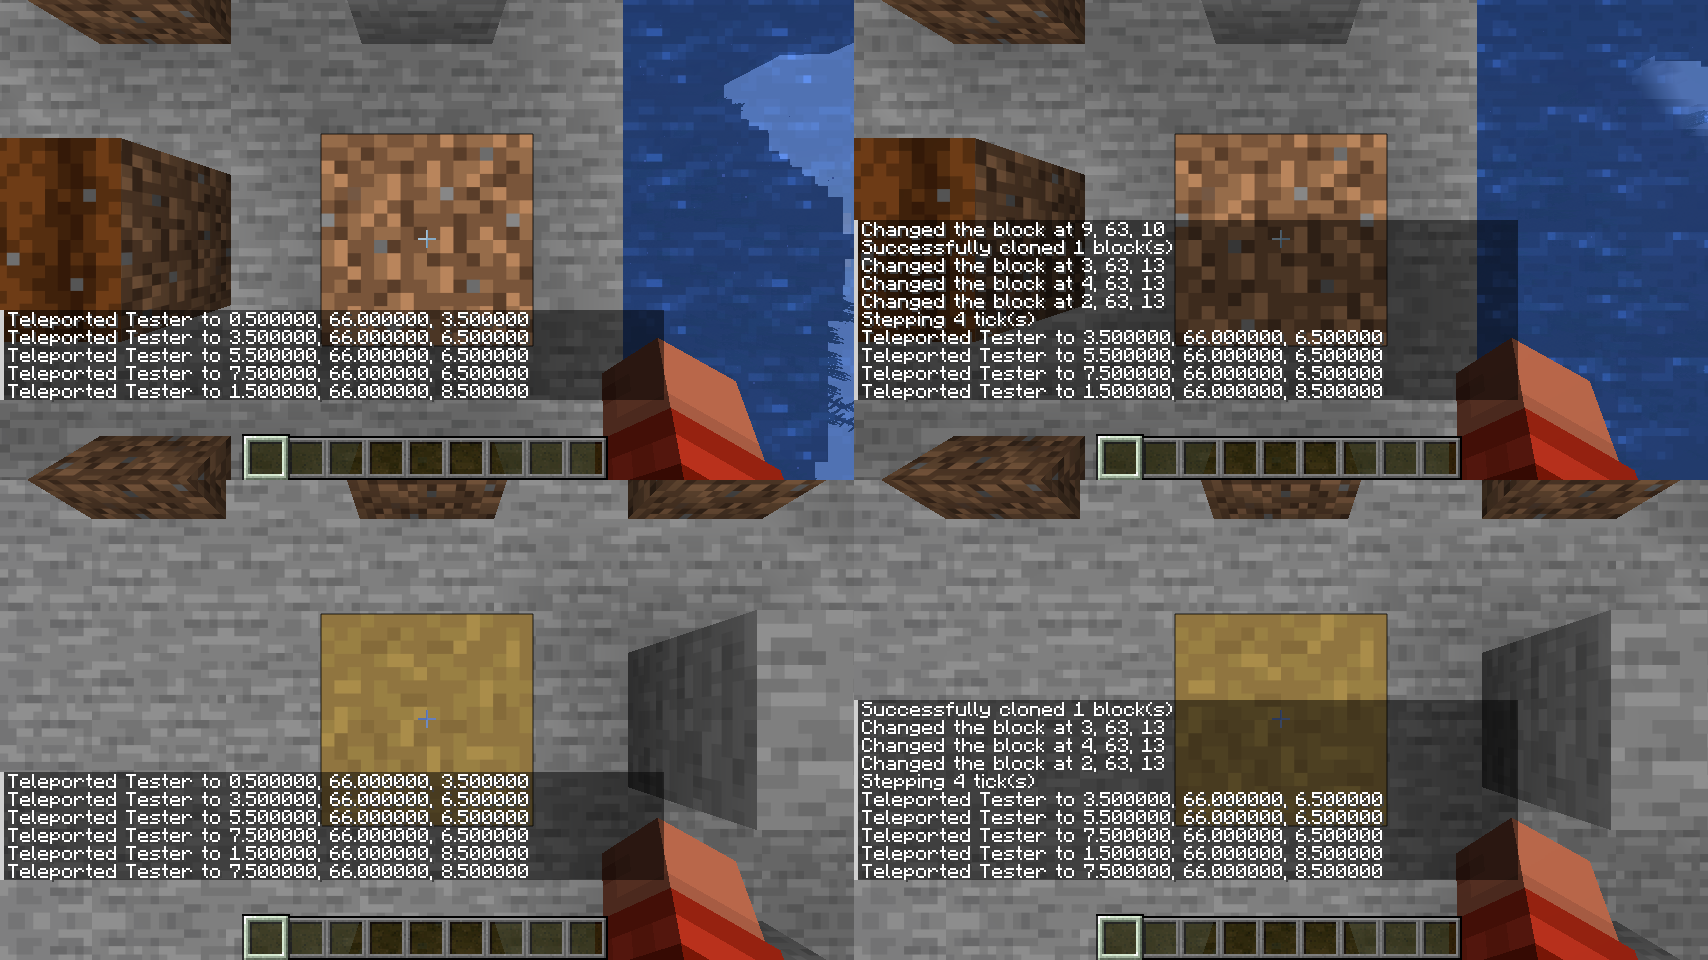 Teleported Tester to 0.500000, 66.000000, 3.500000
Teleported Tester to 3.500000, 66.000000, 6.500000
Teleported Tester to 5.500000, 66.000000, 6.500000
Teleported Tester to 7.500000, 66.000000, 6.500000
Teleported Tester to 1.500000, 66.000000, 8.500000
Changed the block at 9, 63, 10
Successfully cloned 1 block(s)
Changed the block at 3, 63, 13
Changed the block at 4, 63, 13
Changed the block at 2, 63, 13
Stepping 4 tick(s)
Teleported Tester to 3.500000, 66.000000, 6.500000
Teleported Tester to 5.500000, 66.000000, 6.500000
Teleported Tester to 7.500000, 66.000000, 6.500000
Teleported Tester to 1.500000, 66.000000, 8.500000
Teleported Tester to 0.500000, 66.000000, 3.500000
Teleported Tester to 3.500000, 66.000000, 6.500000
Teleported Tester to 5.500000, 66.000000, 6.500000
Teleported Tester to 7.500000, 66.000000, 6.500000
Teleported Tester to 1.500000, 66.000000, 8.500000
Teleported Tester to 7.500000, 66.000000, 8.500000
Successfully cloned 1 block(s)
Changed the block at 3, 63, 13
Changed the block at 4, 63, 13
Changed the block at 2, 63, 13
Stepping 4 tick(s)
Teleported Tester to 3.500000, 66.000000, 6.500000
Teleported Tester to 5.500000, 66.000000, 6.500000
Teleported Tester to 7.500000, 66.000000, 6.500000
Teleported Tester to 1.500000, 66.000000, 8.500000
Teleported Tester to 7.500000, 66.000000, 8.500000